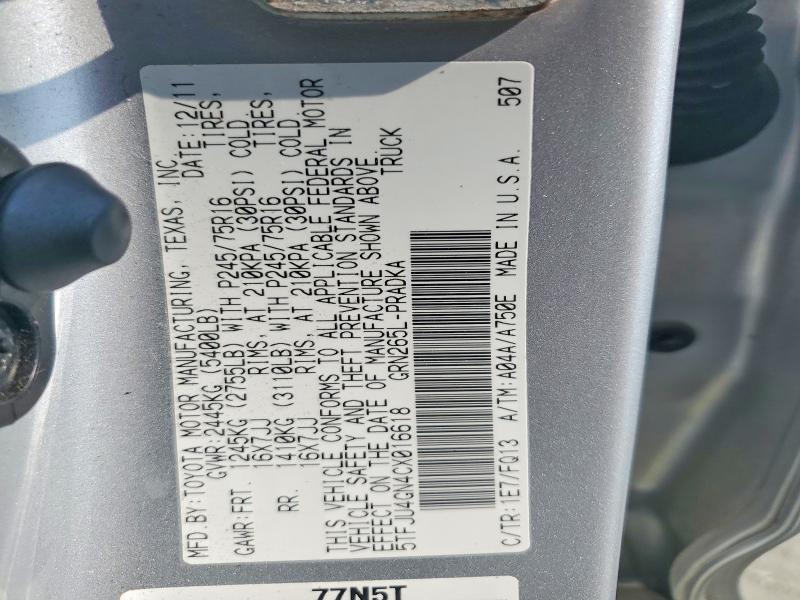 MFD.BY:TOYOTA MOTOR MANUFACTURING, TEXAS, INC. DATE:12/11
GVWR:2445KG (5400LB)
GAWR:FRT. 1245KG (2755LB) WITH P245/75R16 TIRES,
16X7JJ RIMS, AT 210KPA (30PSI) COLD
RR. 1410KG (3110LB) WITH P245/75R16 TIRES,
16X7JJ RIMS, AT 210KPA (30PSI) COLD
THIS VEHICLE CONFORMS TO ALL APPLICABLE FEDERAL MOTOR
VEHICLE SAFETY AND THEFT PREVENTION STANDARDS IN
EFFECT ON THE DATE OF MANUFACTURE SHOWN ABOVE.
5TFJU4GN4CX016618 GRN265L-PRADKA TRUCK
C/TR:1E7/FQ13 A/TM:A04A/A750E MADE IN U.S.A. 507
77N5T